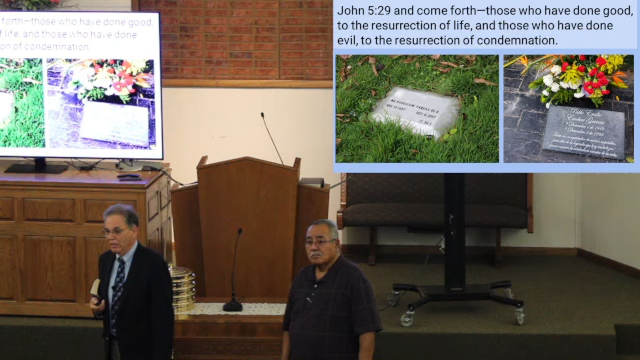 forth—those who have done good,
of life, and those who have done
on of condemnation.
John 5:29 and come forth—those who have done good,
to the resurrection of life, and those who have done
evil, to the resurrection of condemnation.